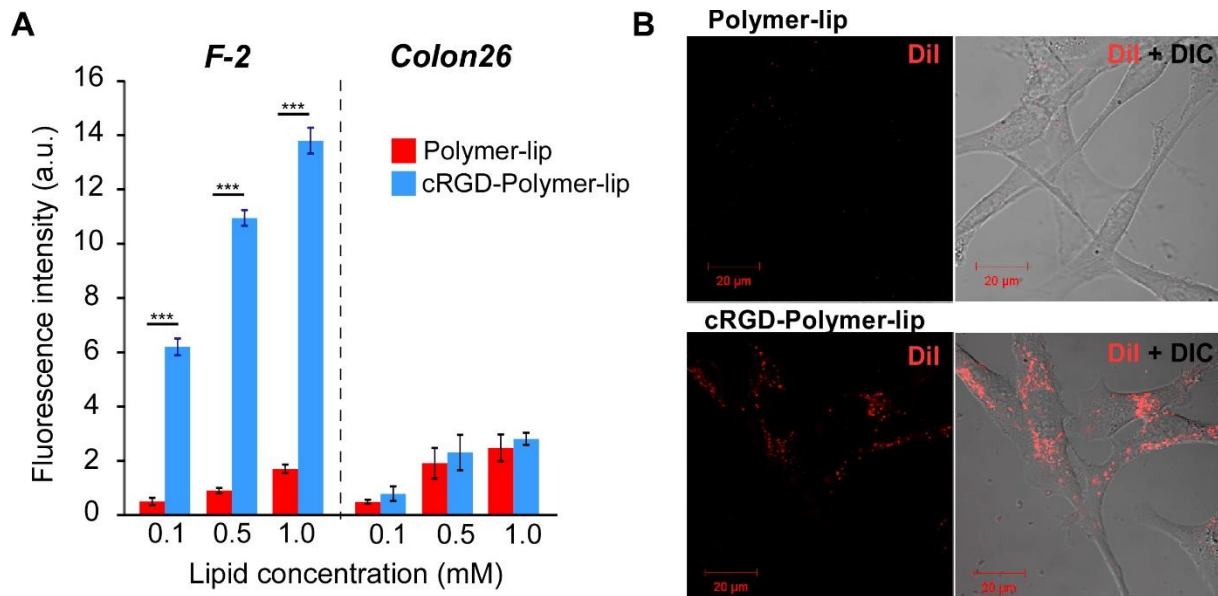 A
F-2
Colon26
16
14
12
10
8
6
4
2
0
Fluorescence intensity (a.u.)
***
***
***
Polymer-lip
cRGD-Polymer-lip
0.1 0.5 1.0 0.1 0.5 1.0
Lipid concentration (mM)
B
Polymer-lip
DiI
DiI + DIC
20 μm
20 μm
cRGD-Polymer-lip
DiI
DiI + DIC
20 μm
20 μm